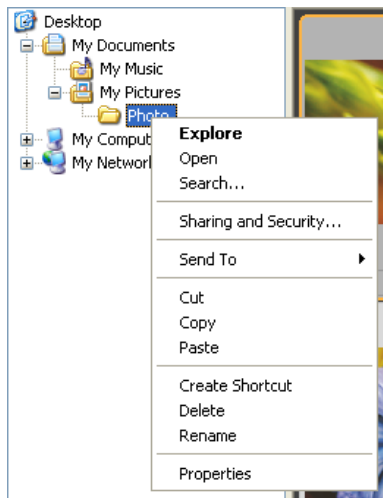 Desktop
My Documents
My Music
My Pictures
Photo
My Comput
My Networ
Explore
Open
Search...
Sharing and Security...
Send To
Cut
Copy
Paste
Create Shortcut
Delete
Rename
Properties